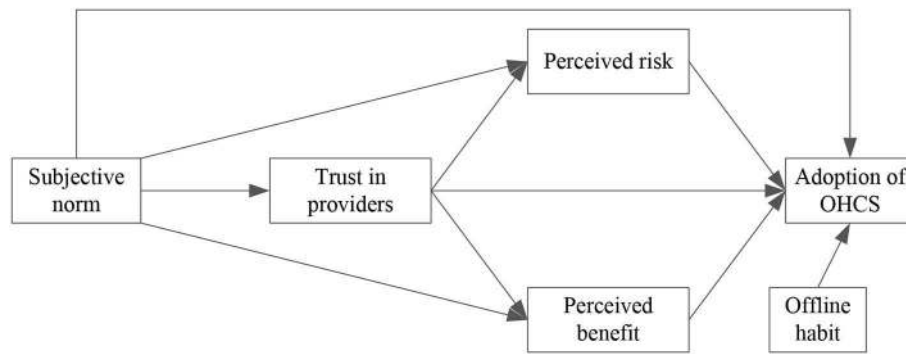 Perceived risk
Subjective
norm
Trust in
providers
Adoption of
OHCS
Perceived
benefit
Offline
habit